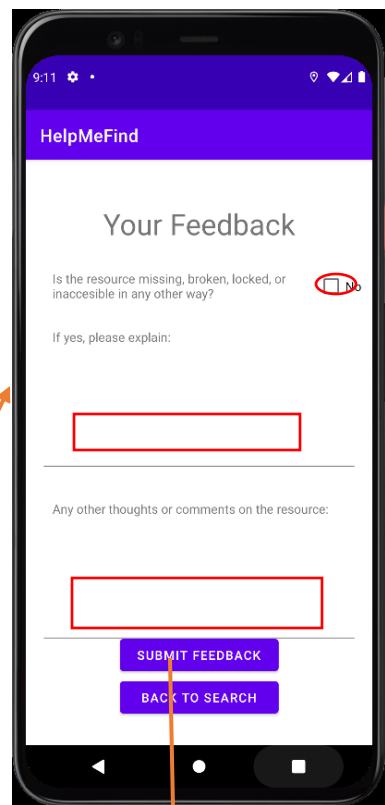 9:11
HelpMeFind
Your Feedback
Is the resource missing, broken, locked, or
inaccesible in any other way?
No
If yes, please explain:
Any other thoughts or comments on the resource:
SUBMIT FEEDBACK
BACK TO SEARCH